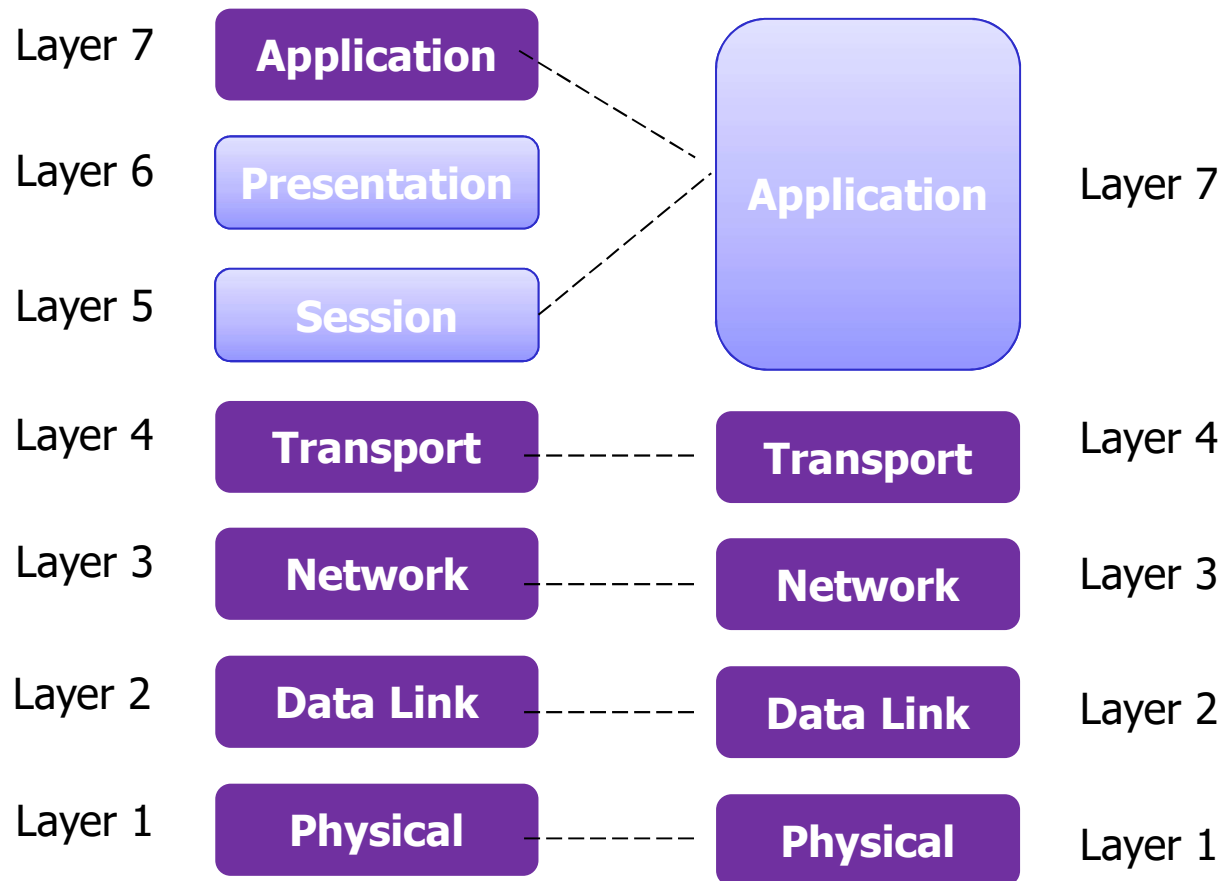 Layer 7
Application
Layer 6
Presentation
Layer 5
Session
Layer 4
Transport
Layer 3
Network
Layer 2
Data Link
Layer 1
Physical
Application
Layer 7
Transport
Layer 4
Network
Layer 3
Data Link
Layer 2
Physical
Layer 1